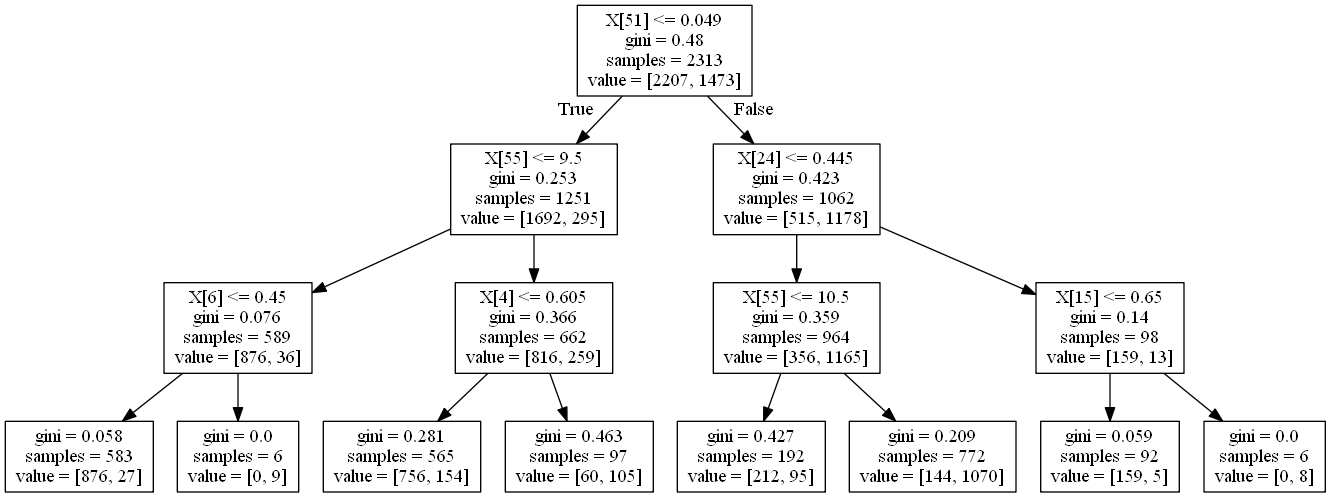 X[51] <= 0.049
gini = 0.48
samples = 2313
value = [2207, 1473]
True
False
X[55] <= 9.5
gini = 0.253
samples = 1251
value = [1692, 295]
X[24] <= 0.445
gini = 0.423
samples = 1062
value = [515, 1178]
X[6] <= 0.45
gini = 0.076
samples = 589
value = [876, 36]
X[4] <= 0.605
gini = 0.366
samples = 662
value = [816, 259]
X[55] <= 10.5
gini = 0.359
samples = 964
value = [356, 1165]
X[15] <= 0.65
gini = 0.14
samples = 98
value = [159, 13]
gini = 0.058
samples = 583
value = [876, 27]
gini = 0.0
samples = 6
value = [0, 9]
gini = 0.281
samples = 565
value = [756, 154]
gini = 0.463
samples = 97
value = [60, 105]
gini = 0.427
samples = 192
value = [212, 95]
gini = 0.209
samples = 772
value = [144, 1070]
gini = 0.059
samples = 92
value = [159, 5]
gini = 0.0
samples = 6
value = [0, 8]